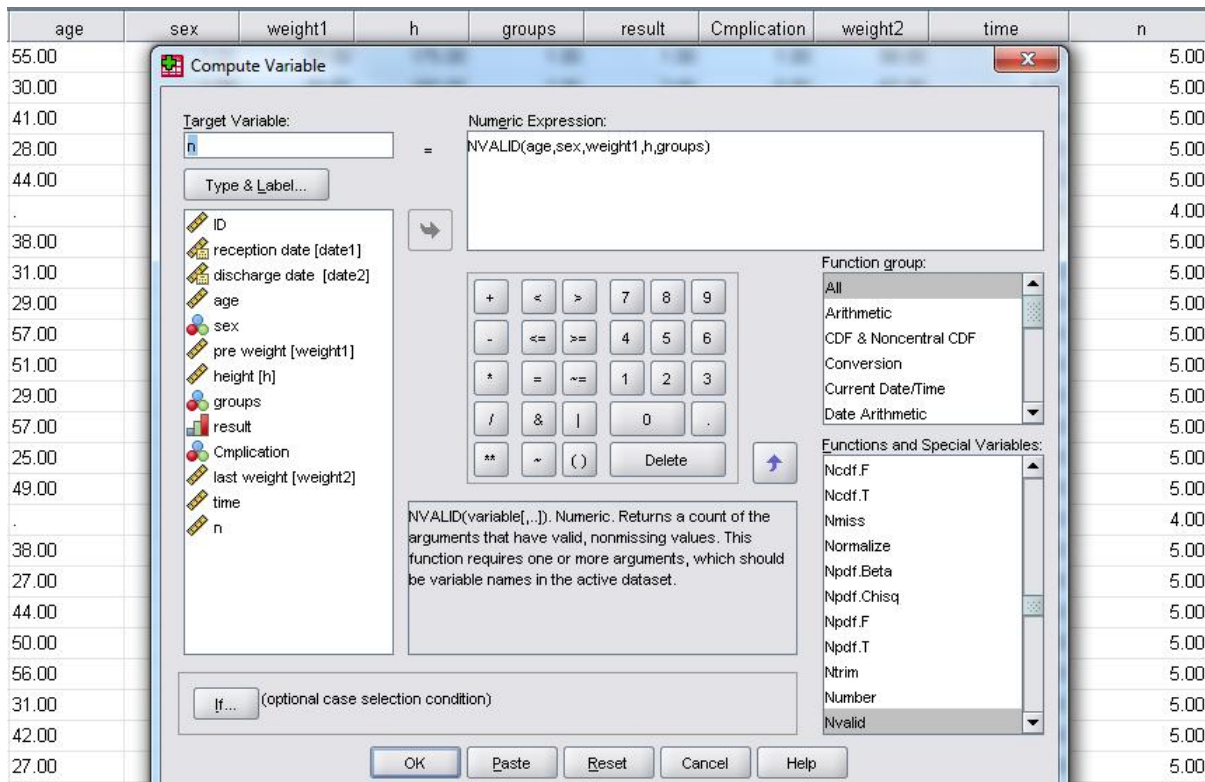 age sex weight1 h groups result Cmplication weight2 time n
55.00 5.00
30.00 5.00
41.00 5.00
28.00 5.00
44.00 5.00
. 4.00
38.00 5.00
31.00 5.00
29.00 5.00
57.00 5.00
51.00 5.00
29.00 5.00
57.00 5.00
25.00 5.00
49.00 5.00
. 4.00
38.00 5.00
27.00 5.00
44.00 5.00
50.00 5.00
56.00 5.00
31.00 5.00
42.00 5.00
27.00 5.00
Compute Variable
Target Variable:
n
=
Numeric Expression:
NVALID(age,sex,weight1,h,groups)
Type & Label...
ID
reception date [date1]
discharge date [date2]
age
sex
pre weight [weight1]
height [h]
groups
result
Cmplication
last weight [weight2]
time
n
+ < > 7 8 9
- <= >= 4 5 6
* = ~= 1 2 3
/ & | 0 .
** ~ ( ) Delete
Function group:
All
Arithmetic
CDF & Noncentral CDF
Conversion
Current Date/Time
Date Arithmetic
Functions and Special Variables:
Ncdf.F
Ncdf.T
Nmiss
Normalize
Npdf.Beta
Npdf.Chisq
Npdf.F
Npdf.T
Ntrim
Number
Nvalid
NVALID(variable[,..]). Numeric. Returns a count of the
arguments that have valid, nonmissing values. This
function requires one or more arguments, which should
be variable names in the active dataset.
If... (optional case selection condition)
OK Paste Reset Cancel Help